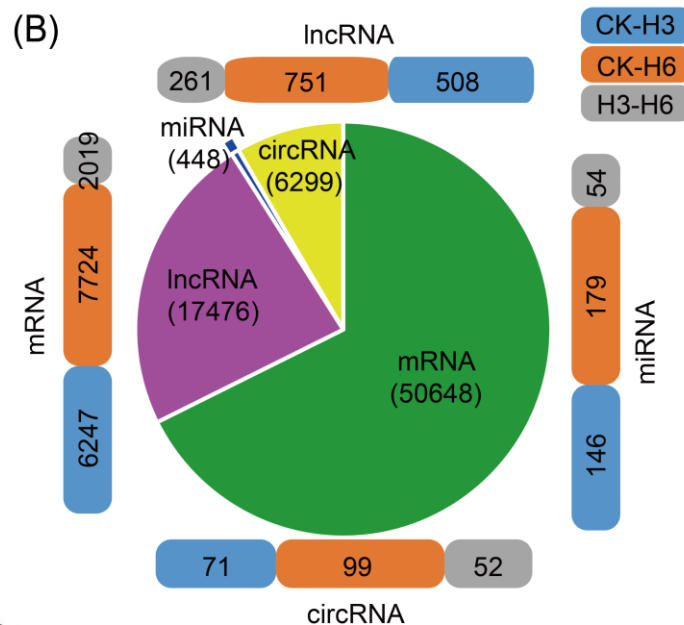 (B)
lncRNA
CK-H3
CK-H6
H3-H6
261 751 508
miRNA
(448)
circRNA
(6299)
lncRNA
(17476)
mRNA
(50648)
mRNA
2019
7724
6247
54
179
146
miRNA
71 99 52
circRNA